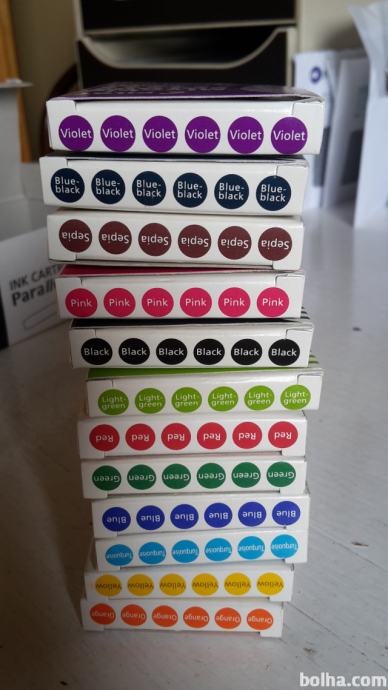 Violet Violet Violet Violet Violet Violet
Blue-black Blue-black Blue-black Blue-black Blue-black Blue-black
Sepia Sepia Sepia Sepia Sepia Sepia
INK CART
Parall
Pink Pink Pink Pink Pink Pink
Black Black Black Black Black Black
Light-green Light-green Light-green Light-green Light-green Light-green
Red Red Red Red Red Red
Green Green Green Green Green Green
Blue Blue Blue Blue Blue Blue
Turquoise Turquoise Turquoise Turquoise Turquoise Turquoise
Yellow Yellow Yellow Yellow Yellow Yellow
Orange Orange Orange Orange Orange Orange
bolha.com